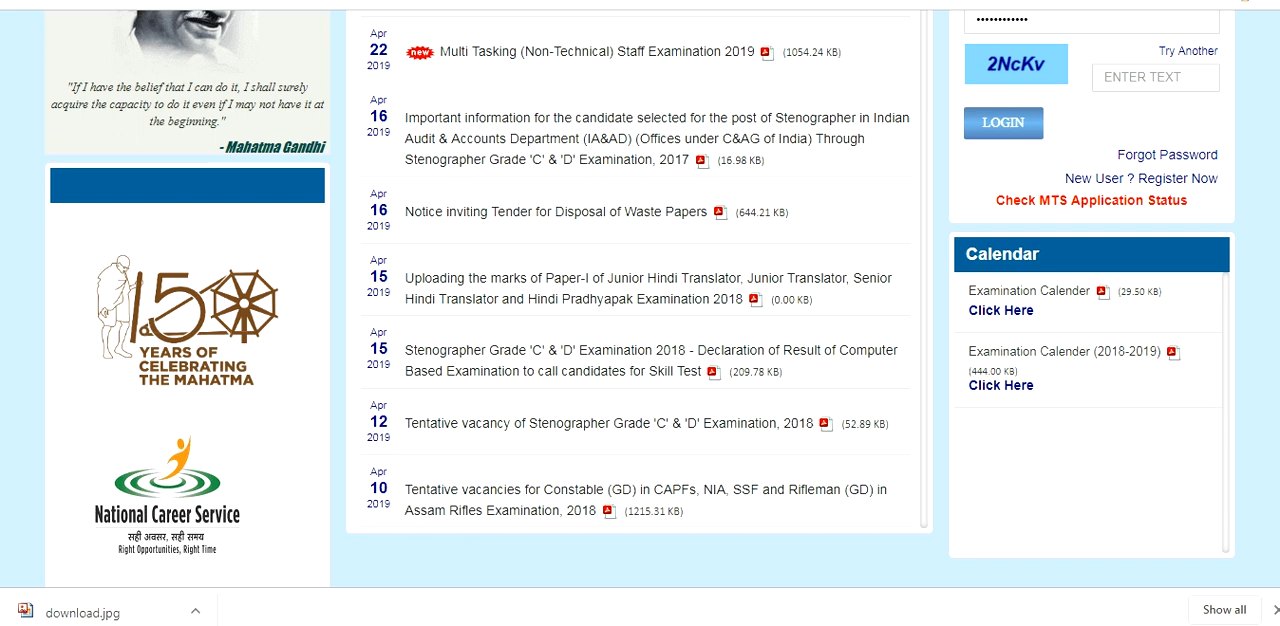 "If I have the belief that I can do it, I shall surely
acquire the capacity to do it even if I may not have it at
the beginning."
- Mahatma Gandhi
150
YEARS OF
CELEBRATING
THE MAHATMA
National Career Service
सही अवसर, सही समय
Right Opportunities, Right Time
Apr
22
2019
new Multi Tasking (Non-Technical) Staff Examination 2019 (1054.24 KB)
Apr
16
2019
Important information for the candidate selected for the post of Stenographer in Indian
Audit & Accounts Department (IA&AD) (Offices under C&AG of India) Through
Stenographer Grade 'C' & 'D' Examination, 2017 (16.98 KB)
Apr
16
2019
Notice inviting Tender for Disposal of Waste Papers (644.21 KB)
Apr
15
2019
Uploading the marks of Paper-I of Junior Hindi Translator, Junior Translator, Senior
Hindi Translator and Hindi Pradhyapak Examination 2018 (0.00 KB)
Apr
15
2019
Stenographer Grade 'C' & 'D' Examination 2018 - Declaration of Result of Computer
Based Examination to call candidates for Skill Test (209.78 KB)
Apr
12
2019
Tentative vacancy of Stenographer Grade 'C' & 'D' Examination, 2018 (52.89 KB)
Apr
10
2019
Tentative vacancies for Constable (GD) in CAPFs, NIA, SSF and Rifleman (GD) in
Assam Rifles Examination, 2018 (1215.31 KB)
••••••••••••
2NcKv
Try Another
ENTER TEXT
LOGIN
Forgot Password
New User ? Register Now
Check MTS Application Status
Calendar
Examination Calender (29.50 KB)
Click Here
Examination Calender (2018-2019)
(444.00 KB)
Click Here
download.jpg
Show all